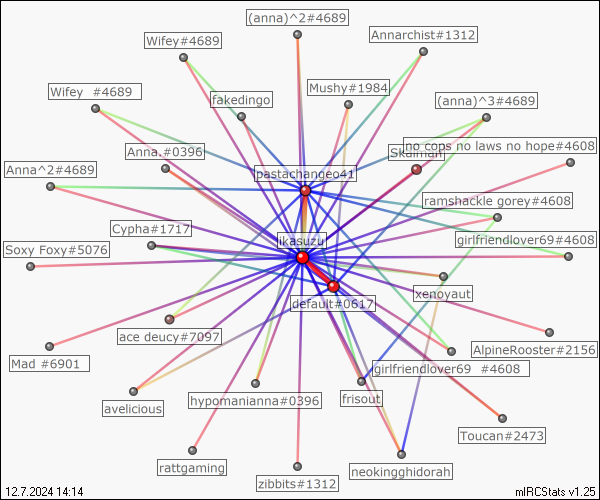 (anna)^2#4689
Annarchist#1312
Wifey#4689
Mushy#1984
Wifey  #4689
fakedingo
(anna)^3#4689
no cops no laws no hope#4608
Anna.#0396
Skalman
Anna^2#4689
pastachangeo41
ramshackle gorey#4608
Cypha#1717
ikasuzu
girlfriendlover69#4608
Soxy Foxy#5076
xenoyaut
default#0617
ace deucy#7097
AlpineRooster#2156
Mad #6901
girlfriendlover69  #4608
avelicious
hypomanianna#0396
frisout
Toucan#2473
rattgaming
neokingghidorah
zibbits#1312
12.7.2024 14:14
mIRCStats v1.25